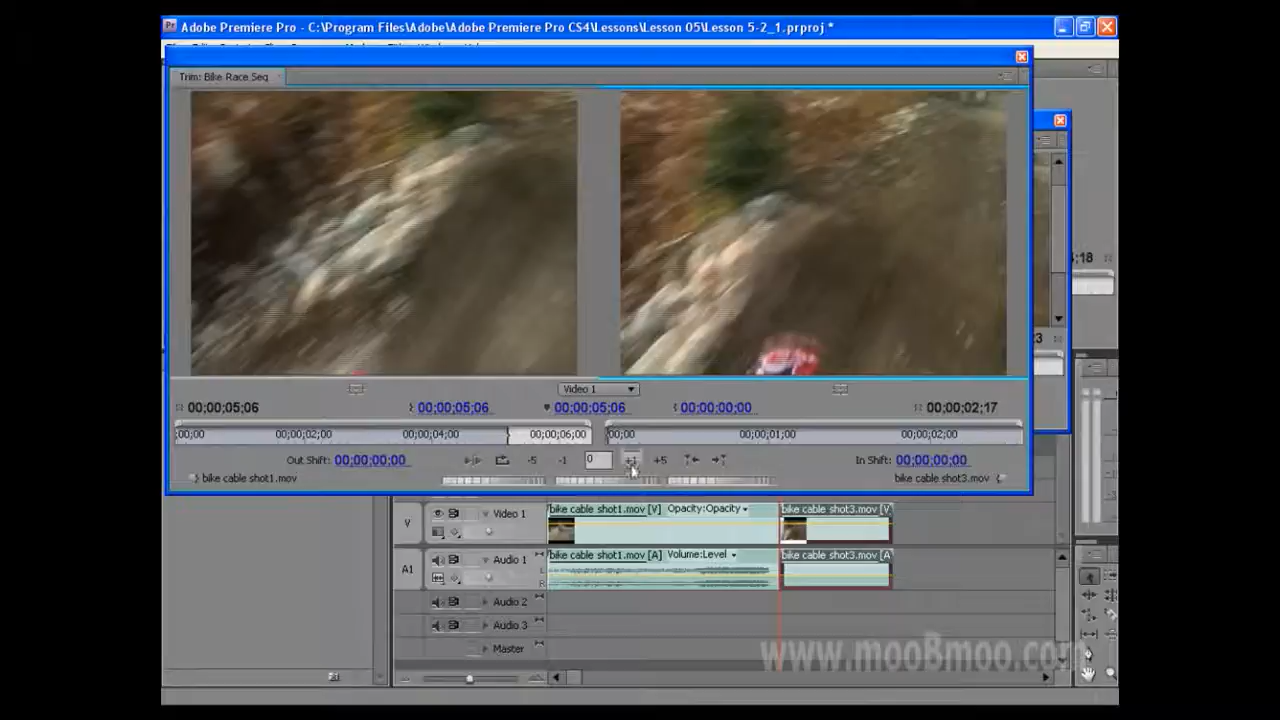 Adobe Premiere Pro - C:\Program Files\Adobe\Adobe Premiere Pro CS4\Lessons\Lesson 05\Lesson 5-2_1.prproj *
Trim: Bike Race Seq
Video 1
00;00;05;06
00;00;05;06
00;00;05;06
00;00;00;00
00;00;02;17
;00;00
00;00;02;00
00;00;04;00
00;00;06;00
00;00
00;00;01;00
00;00;02;00
Out Shift: 00;00;00;00
-5
-1
0
+1
+5
In Shift: 00;00;00;00
bike cable shot1.mov
bike cable shot3.mov
;18
V
Video 1
bike cable shot1.mov [V] Opacity:Opacity
bike cable shot3.mov [V
A1
Audio 1
L
R
bike cable shot1.mov [A] Volume:Level
bike cable shot3.mov [A
Audio 2
Audio 3
Master
www.moo8moo.com